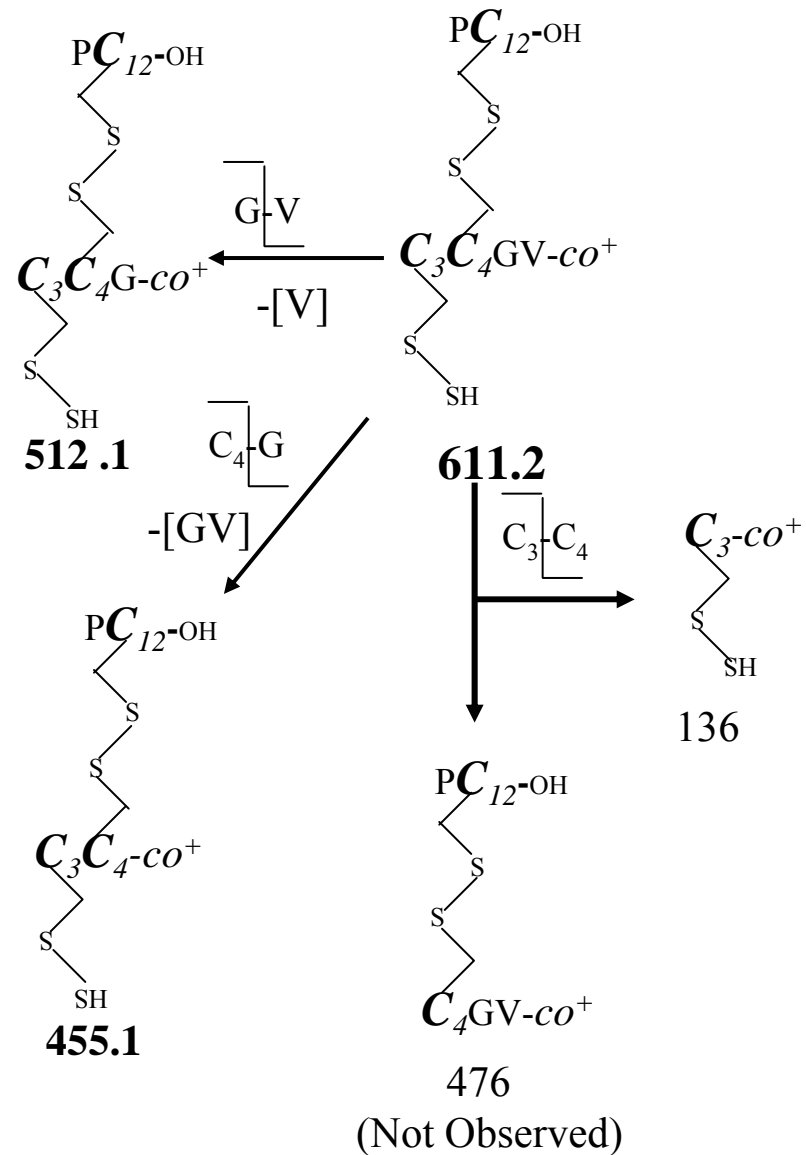 PC12-OH
S
S
C3C4G-co+
S
SH
512 .1
G-V
-[V]
PC12-OH
S
S
C3C4GV-co+
S
SH
611.2
C4-G
-[GV]
C3-C4
C3-co+
S
SH
136
PC12-OH
S
S
C3C4-co+
S
SH
455.1
PC12-OH
S
S
C4GV-co+
476
(Not Observed)